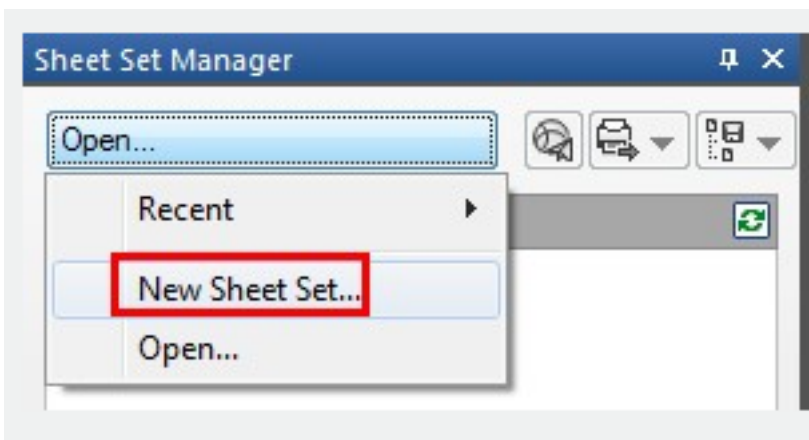 Sheet Set Manager
Open...
Recent
New Sheet Set...
Open...